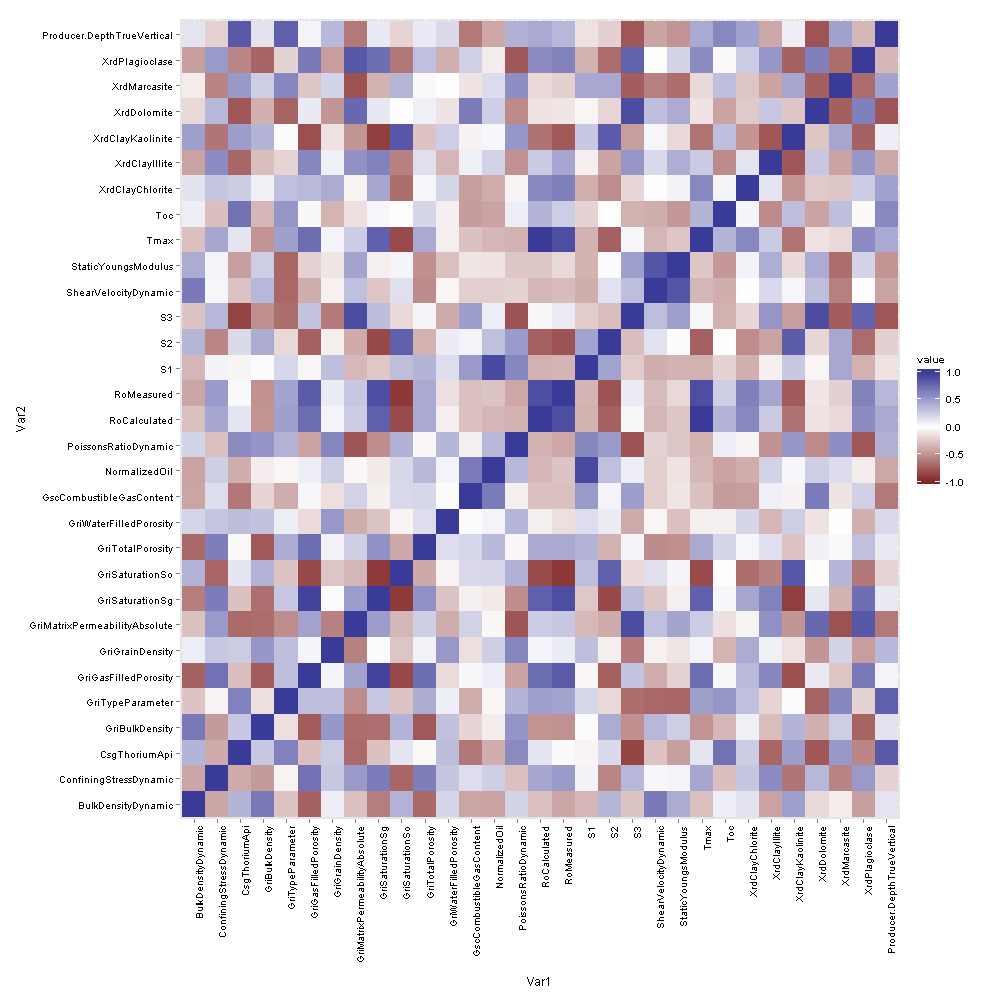 Producer.DepthTrueVertical
XrdPlagioclase
XrdMarcasite
XrdDolomite
XrdClayKaolinite
XrdClayIllite
XrdClayChlorite
Toc
Tmax
StaticYoungsModulus
ShearVelocityDynamic
S3
S2
S1
RoMeasured
RoCalculated
PoissonsRatioDynamic
NormalizedOil
GscCombustibleGasContent
GriWaterFilledPorosity
GriTotalPorosity
GriSaturationSo
GriSaturationSg
GriMatrixPermeabilityAbsolute
GriGrainDensity
GriGasFilledPorosity
GriTypeParameter
GriBulkDensity
CsgThoriumApi
ConfiningStressDynamic
BulkDensityDynamic
Var2
BulkDensityDynamic
ConfiningStressDynamic
CsgThoriumApi
GriBulkDensity
GriTypeParameter
GriGasFilledPorosity
GriGrainDensity
GriMatrixPermeabilityAbsolute
GriSaturationSg
GriSaturationSo
GriTotalPorosity
GriWaterFilledPorosity
GscCombustibleGasContent
NormalizedOil
PoissonsRatioDynamic
RoCalculated
RoMeasured
S1
S2
S3
ShearVelocityDynamic
StaticYoungsModulus
Tmax
Toc
XrdClayChlorite
XrdClayIllite
XrdClayKaolinite
XrdDolomite
XrdMarcasite
XrdPlagioclase
Producer.DepthTrueVertical
Var1
value
1.0
0.5
0.0
-0.5
-1.0